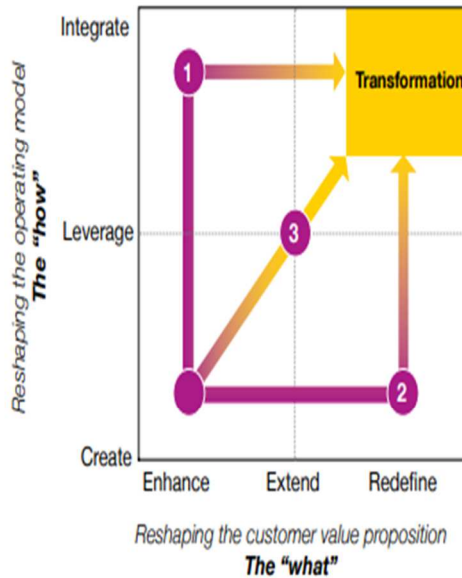 Integrate
1
Transformation
Reshaping the operating model
The "how"
Leverage
3
2
Create
Enhance
Extend
Redefine
Reshaping the customer value proposition
The "what"